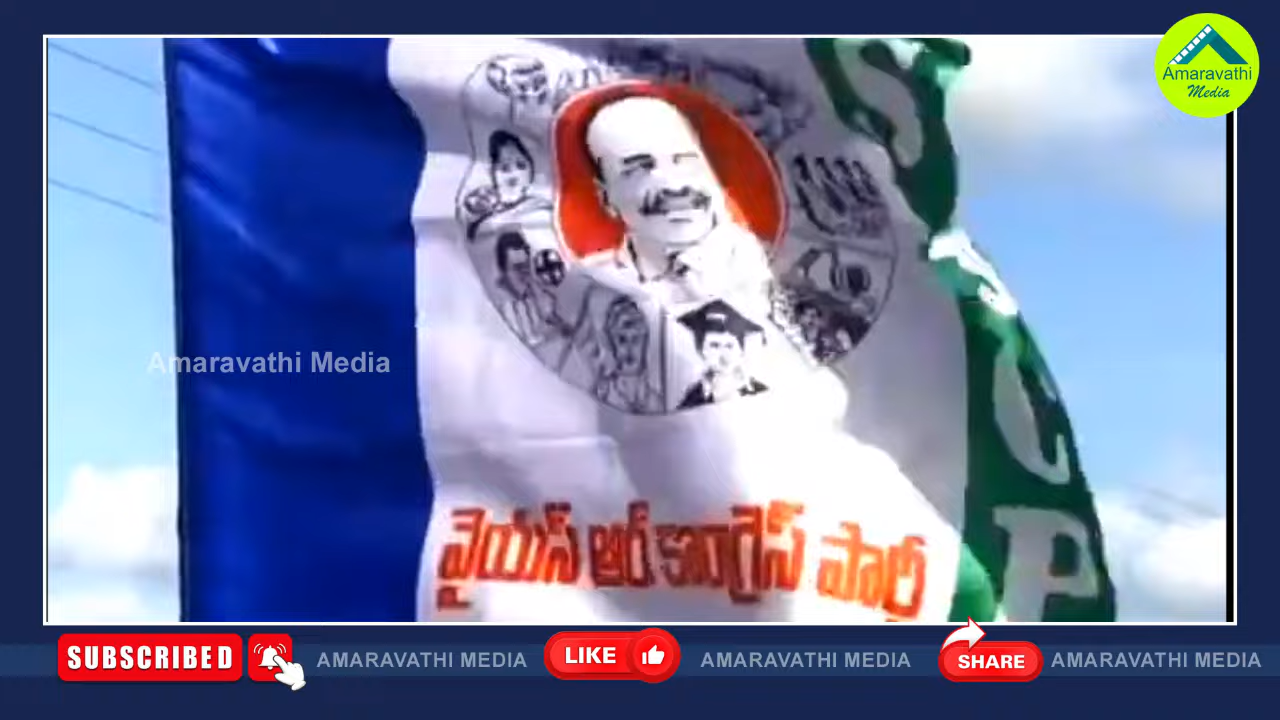 Amaravathi
Media
S
Amaravathi Media
C
P
వైయస్ ఆర్ కాంగ్రెస్ పార్టీ
SUBSCRIBED
AMARAVATHI MEDIA
LIKE
AMARAVATHI MEDIA
SHARE
AMARAVATHI MEDIA